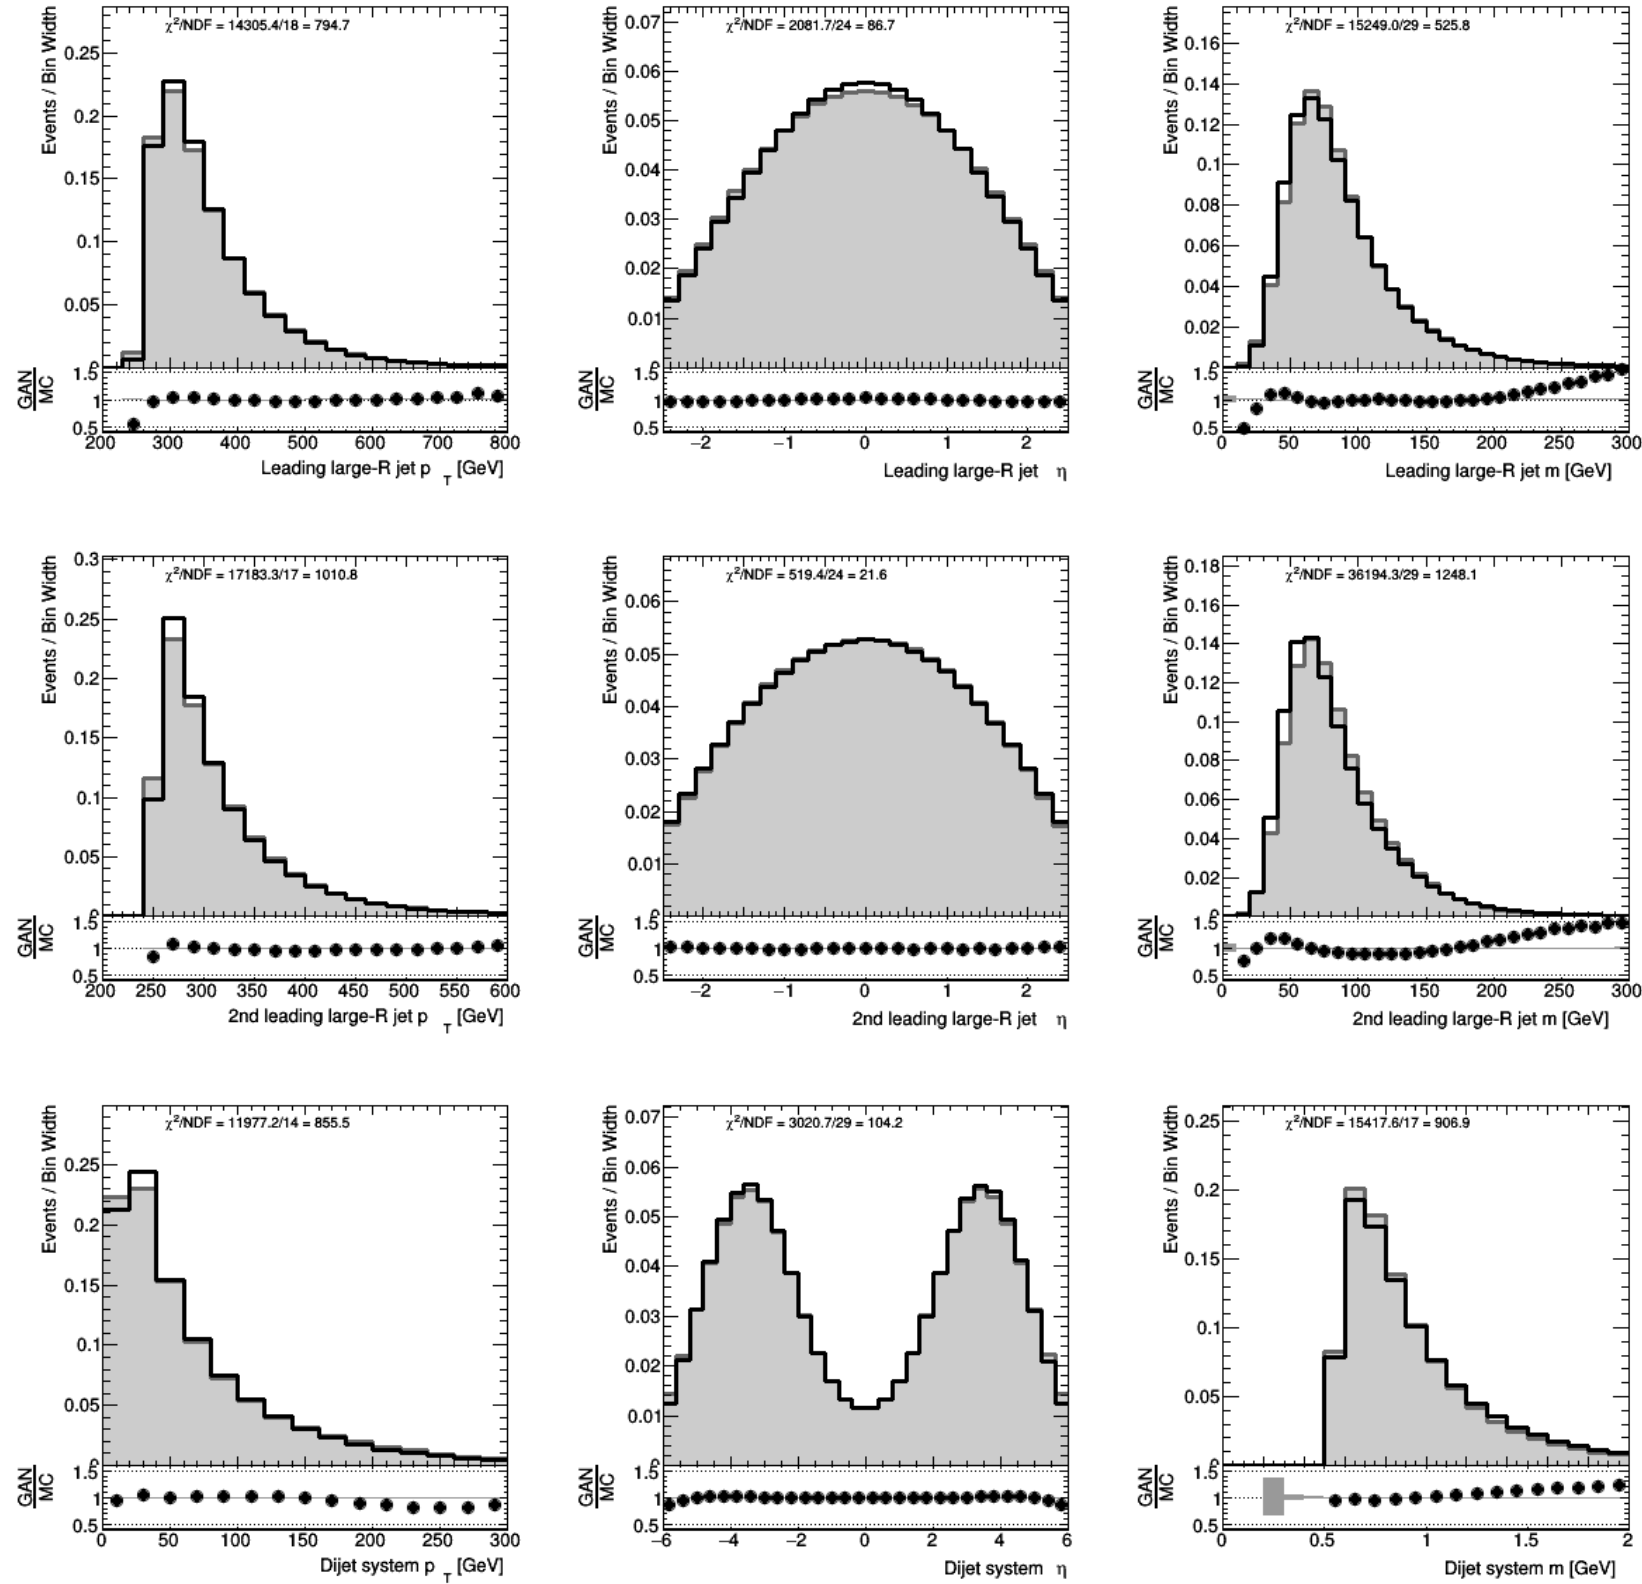 χ²/NDF = 14305.4/18 = 794.7
Events / Bin Width
0.25
0.2
0.15
0.1
0.05
0
GAN
MC
1.5
1
0.5
200 300 400 500 600 700 800
Leading large-R jet p T [GeV]
χ²/NDF = 2081.7/24 = 86.7
Events / Bin Width
0.07
0.06
0.05
0.04
0.03
0.02
0.01
0
GAN
MC
1.5
1
0.5
−2 −1 0 1 2
Leading large-R jet η
χ²/NDF = 15249.0/29 = 525.8
Events / Bin Width
0.16
0.14
0.12
0.1
0.08
0.06
0.04
0.02
0
GAN
MC
1.5
1
0.5
0 50 100 150 200 250 300
Leading large-R jet m [GeV]
χ²/NDF = 17183.3/17 = 1010.8
Events / Bin Width
0.3
0.25
0.2
0.15
0.1
0.05
0
GAN
MC
1.5
1
0.5
200 250 300 350 400 450 500 550 600
2nd leading large-R jet p T [GeV]
χ²/NDF = 519.4/24 = 21.6
Events / Bin Width
0.06
0.05
0.04
0.03
0.02
0.01
0
GAN
MC
1.5
1
0.5
−2 −1 0 1 2
2nd leading large-R jet η
χ²/NDF = 36194.3/29 = 1248.1
Events / Bin Width
0.18
0.16
0.14
0.12
0.1
0.08
0.06
0.04
0.02
0
GAN
MC
1.5
1
0.5
0 50 100 150 200 250 300
2nd leading large-R jet m [GeV]
χ²/NDF = 11977.2/14 = 855.5
Events / Bin Width
0.25
0.2
0.15
0.1
0.05
0
GAN
MC
1.5
1
0.5
0 50 100 150 200 250 300
Dijet system p T [GeV]
χ²/NDF = 3020.7/29 = 104.2
Events / Bin Width
0.07
0.06
0.05
0.04
0.03
0.02
0.01
0
GAN
MC
1.5
1
0.5
−6 −4 −2 0 2 4 6
Dijet system η
χ²/NDF = 15417.6/17 = 906.9
Events / Bin Width
0.25
0.2
0.15
0.1
0.05
0
GAN
MC
1.5
1
0.5
0 0.5 1 1.5 2
Dijet system m [GeV]